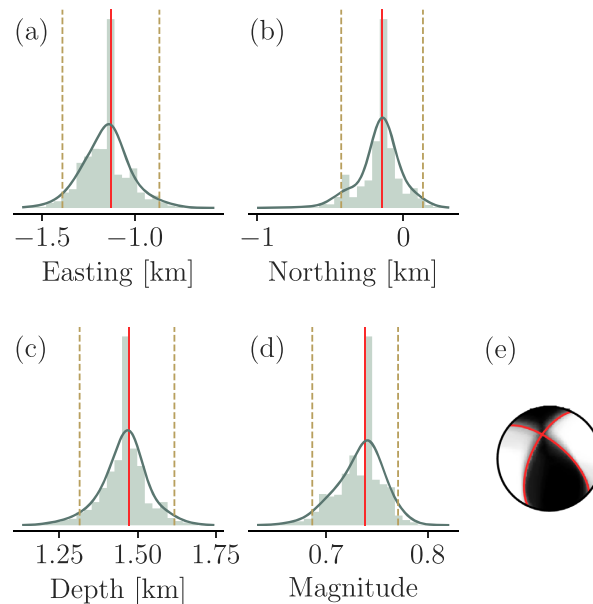 (a)
(b)
−1.5 −1.0
−1 0
Easting [km]
Northing [km]
(c)
(d)
(e)
1.25 1.50 1.75
0.7 0.8
Depth [km]
Magnitude